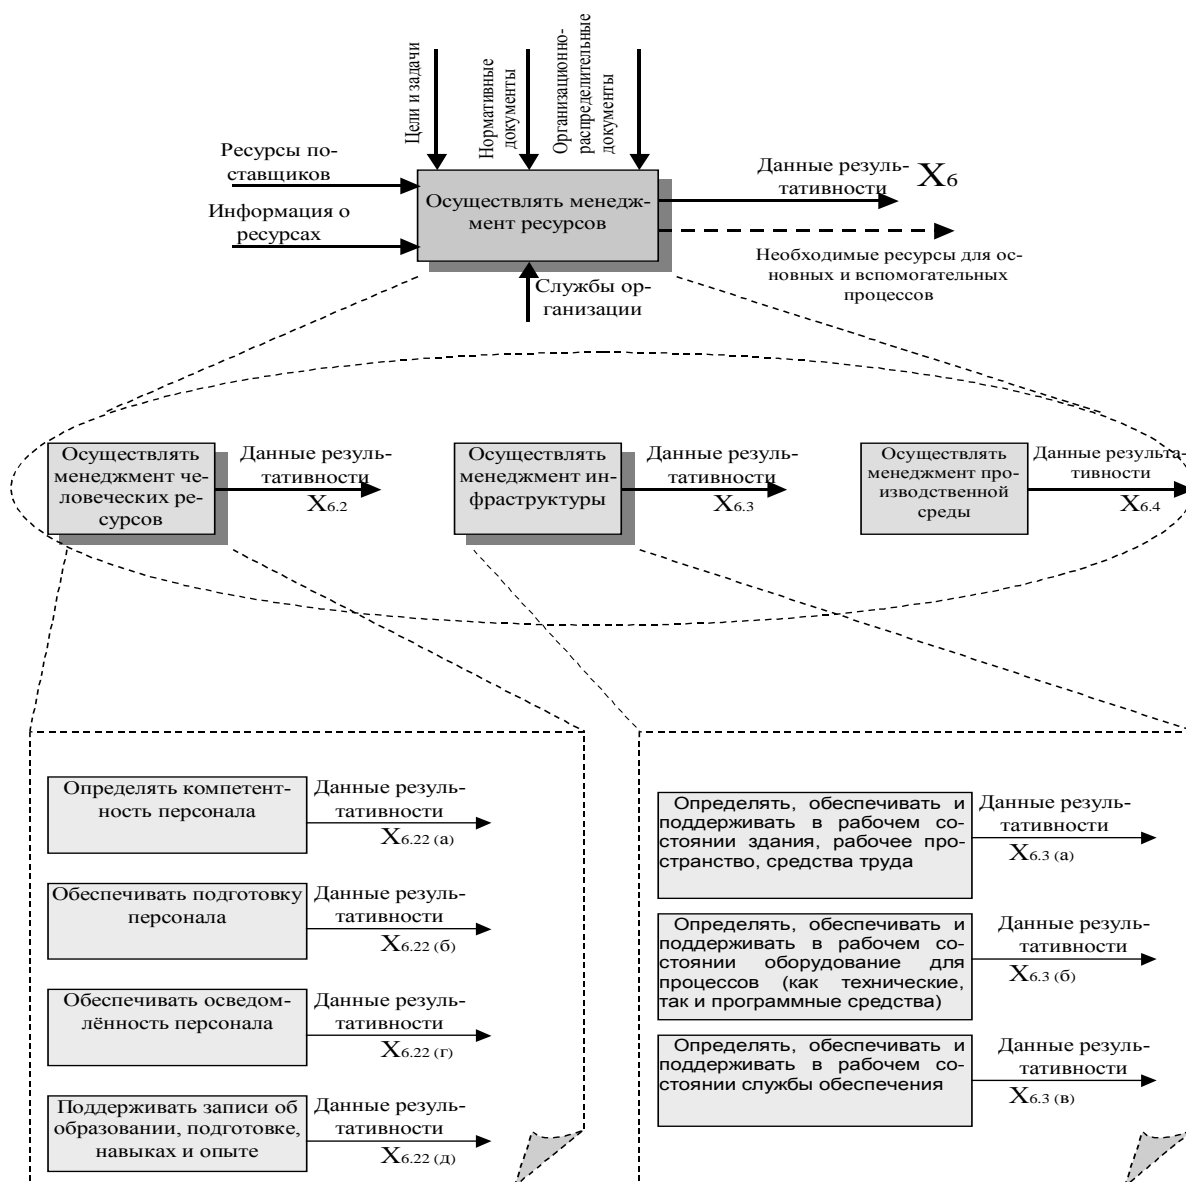 Цели и задачи
Нормативные
документы
Организационно-
распределительные
документы
Ресурсы по-
ставщиков
Информация о
ресурсах
Осуществлять менедж-
мент ресурсов
Данные резуль-
тативности X6
Необходимые ресурсы для ос-
новных и вспомогательных
процессов
Службы ор-
ганизации
Осуществлять
менеджмент че-
ловеческих ре-
сурсов
Данные резуль-
тативности
X6.2
Осуществлять
менеджмент ин-
фраструктуры
Данные резуль-
тативности
X6.3
Осуществлять
менеджмент про-
изводственной
среды
Данные результа-
тивности
X6.4
Определять компетент-
ность персонала
Данные резуль-
тативности
X6.22 (а)
Обеспечивать подготовку
персонала
Данные резуль-
тативности
X6.22 (б)
Обеспечивать осведом-
лённость персонала
Данные резуль-
тативности
X6.22 (г)
Поддерживать записи об
образовании, подготовке,
навыках и опыте
Данные резуль-
тативности
X6.22 (д)
Определять, обеспечивать и
поддерживать в рабочем со-
стоянии здания, рабочее про-
странство, средства труда
Данные резуль-
тативности
X6.3 (а)
Определять, обеспечивать и
поддерживать в рабочем со-
стоянии оборудование для
процессов (как технические,
так и программные средства)
Данные резуль-
тативности
X6.3 (б)
Определять, обеспечивать и
поддерживать в рабочем со-
стоянии службы обеспечения
Данные резуль-
тативности
X6.3 (в)